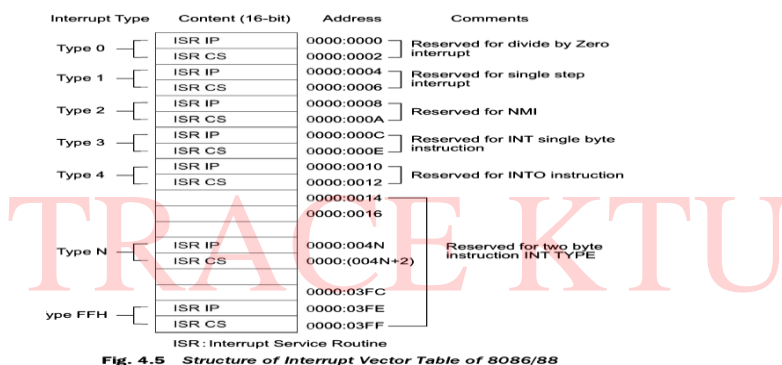 Interrupt Type Content (16-bit) Address Comments
Type 0 ISR IP 0000:0000 Reserved for divide by Zero
ISR CS 0000:0002 interrupt
Type 1 ISR IP 0000:0004 Reserved for single step
ISR CS 0000:0006 interrupt
Type 2 ISR IP 0000:0008 Reserved for NMI
ISR CS 0000:000A
Type 3 ISR IP 0000:000C Reserved for INT single byte
ISR CS 0000:000E instruction
Type 4 ISR IP 0000:0010 Reserved for INTO instruction
ISR CS 0000:0012
0000:0014
0000:0016
TRACE KTU
Type N ISR IP 0000:004N Reserved for two byte
ISR CS 0000:(004N+2) instruction INT TYPE
0000:03FC
ype FFH ISR IP 0000:03FE
ISR CS 0000:03FF
ISR : Interrupt Service Routine
Fig. 4.5 Structure of Interrupt Vector Table of 8086/88